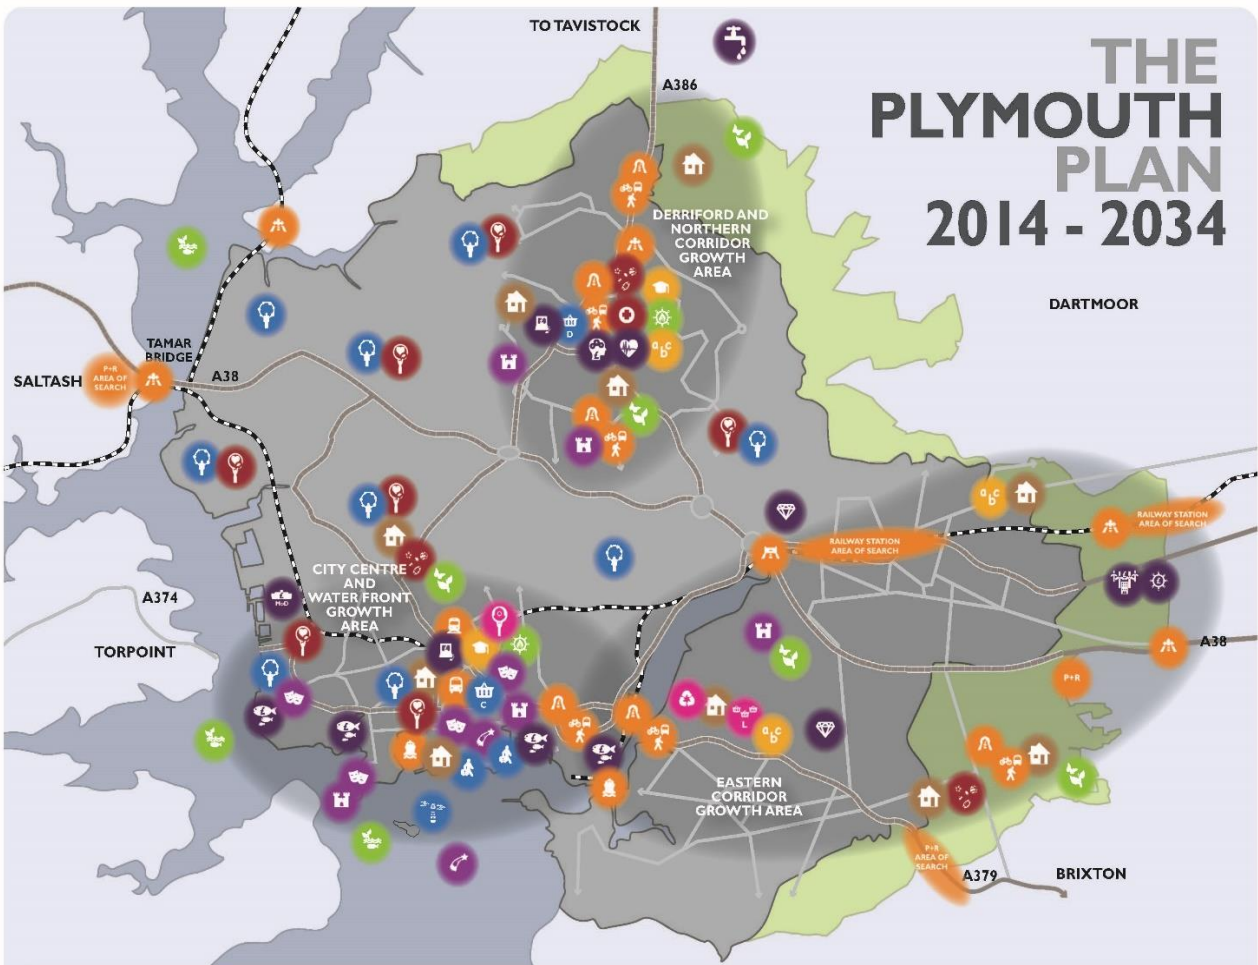 TO TAVISTOCK
THE
PLYMOUTH
PLAN
2014 - 2034
A386
DERRIFORD AND
NORTHERN
CORRIDOR
GROWTH
AREA
DARTMOOR
D
a b c
TAMAR
BRIDGE
SALTASH
P+R
AREA OF
SEARCH
A38
a b c
RAILWAY STATION
AREA OF SEARCH
RAILWAY STATION
AREA OF SEARCH
CITY CENTRE
AND
WATER FRONT
GROWTH
AREA
MoD
A374
TORPOINT
A38
P+R
C
L
a b c
EASTERN
CORRIDOR
GROWTH AREA
P+R
AREA OF
SEARCH
A379
BRIXTON